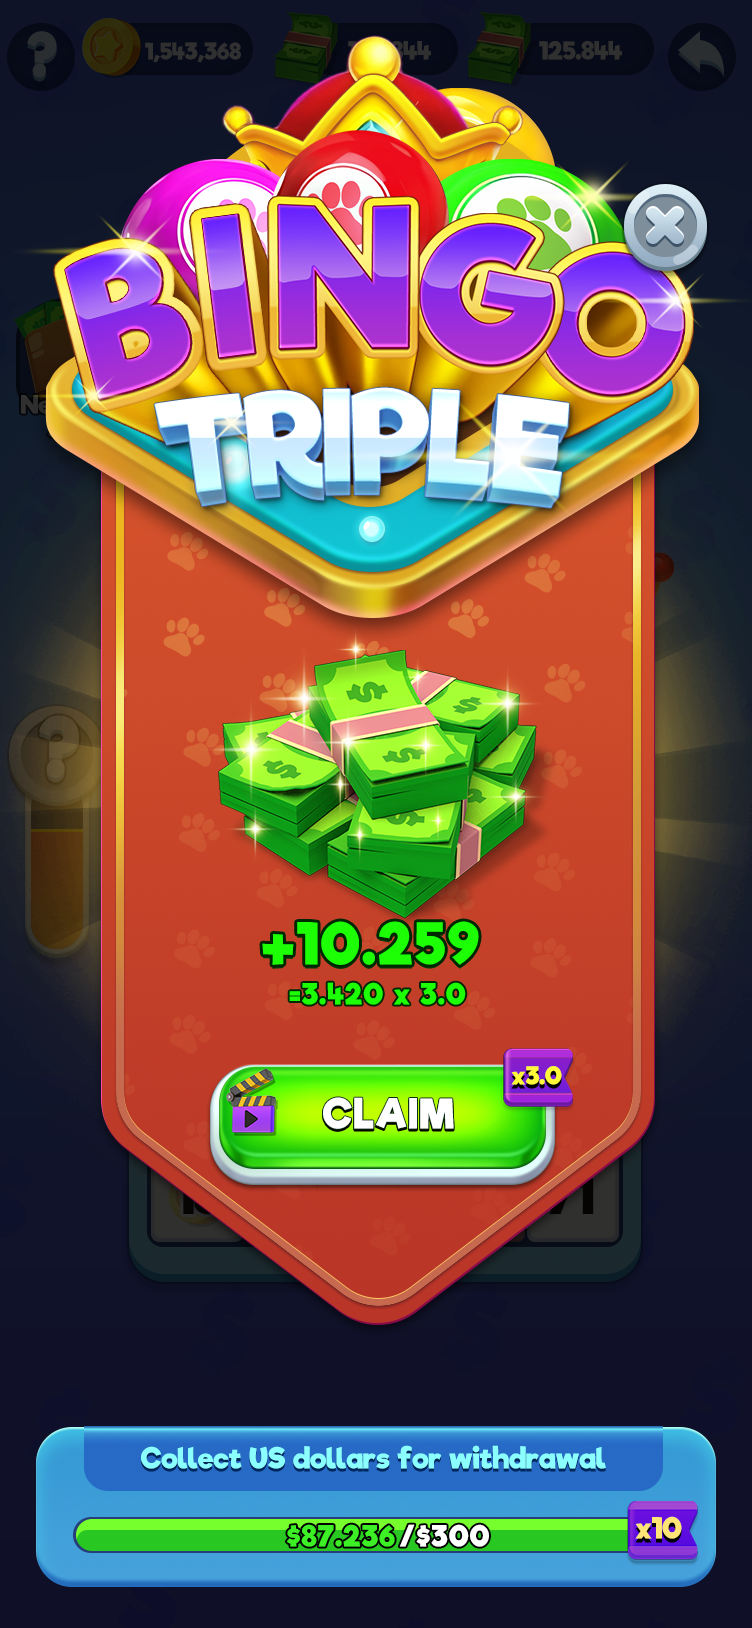 1,543,368
125.844
BINGO
TRIPLE
+10.259
=3.420 x 3.0
x3.0
CLAIM
Collect US dollars for withdrawal
$87.236/$300
x10